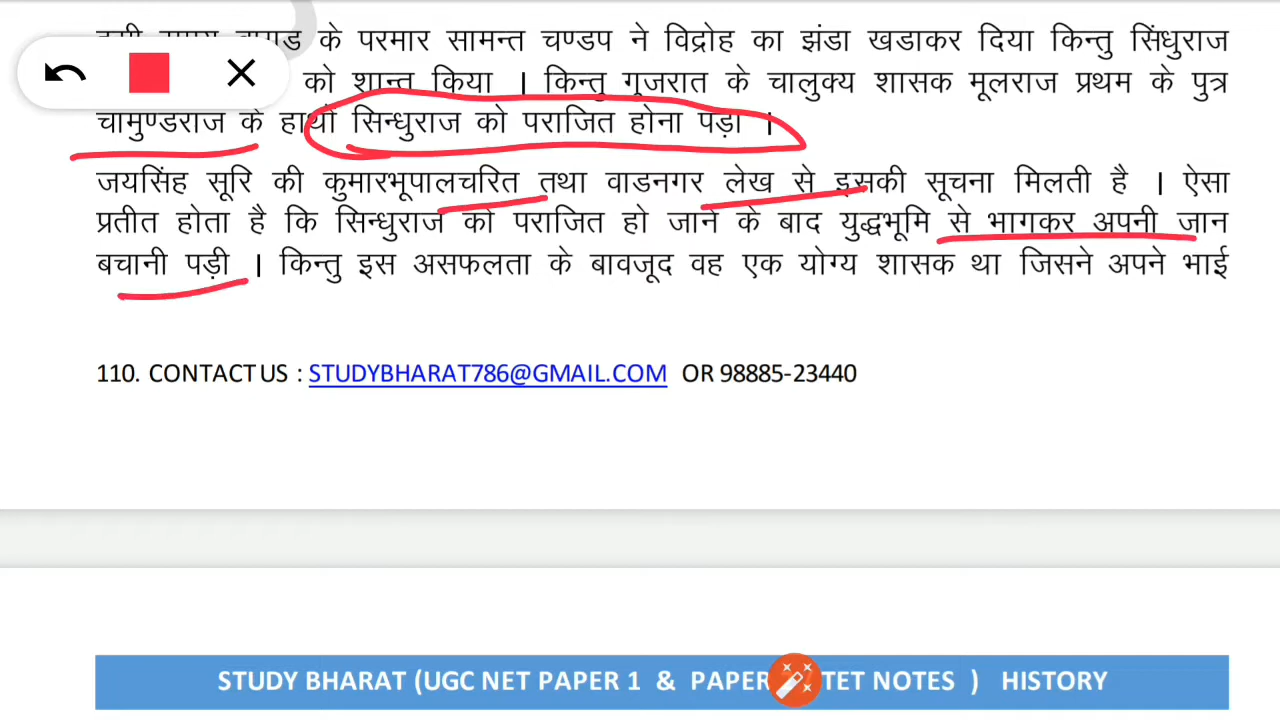 के परमार सामन्त चण्डप ने विद्रोह का झंडा खडाकर दिया किन्तु सिंधुराज
को शान्त किया । किन्तु गुजरात के चालुक्य शासक मूलराज प्रथम के पुत्र
चामुण्डराज के हाथों सिन्धुराज को पराजित होना पड़ा ।
जयसिंह सूरि की कुमारभूपालचरित तथा वाडनगर लेख से इसकी सूचना मिलती है । ऐसा
प्रतीत होता है कि सिन्धुराज को पराजित हो जाने के बाद युद्धभूमि से भागकर अपनी जान
बचानी पड़ी । किन्तु इस असफलता के बावजूद वह एक योग्य शासक था जिसने अपने भाई
110. CONTACT US : STUDYBHARAT786@GMAIL.COM OR 98885-23440
STUDY BHARAT (UGC NET PAPER 1 & PAPER TET NOTES ) HISTORY